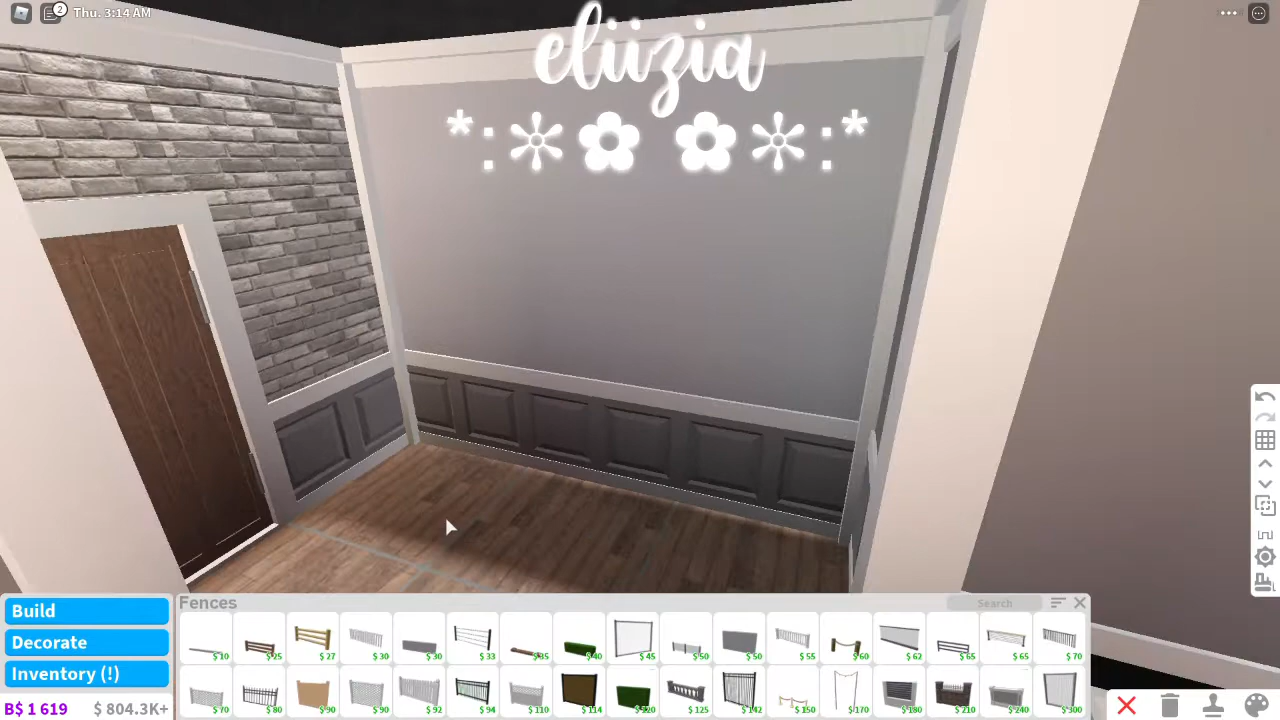 2 Thu. 3:14 AM
eliizia
*:✼✿ ✿✼:*
Fences
Search
Build
Decorate
Inventory (!)
B$ 1 619 $ 804.3K+
$10 $25 $27 $30 $30 $33 $35 $40 $45 $50 $50 $55 $60 $62 $65 $65 $70
$70 $80 $90 $90 $92 $94 $110 $114 $120 $125 $142 $150 $170 $180 $210 $240 $300